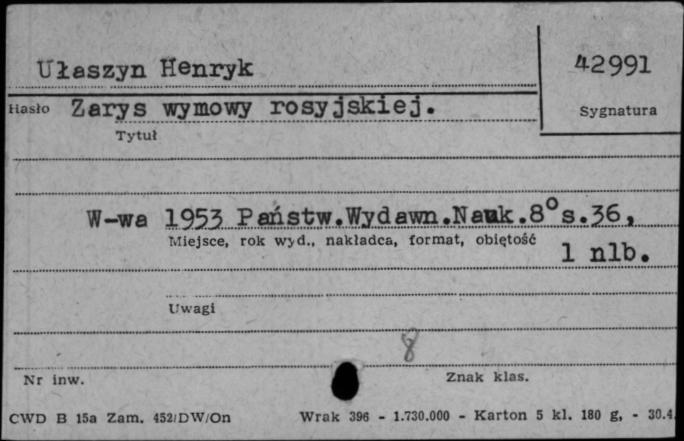 Ułaszyn Henryk
42991
Hasło Zarys wymowy rosyjskiej.
Sygnatura
Tytuł
W-wa 1953 Państw.Wydawn.Nauk.8° s.36,
Miejsce, rok wyd., nakładca, format, obiętość
1 nlb.
Uwagi
8
Nr inw.
Znak klas.
CWD B 15a Zam. 452/DW/On Wrak 396 - 1.730.000 - Karton 5 kl. 180 g, - 30.4